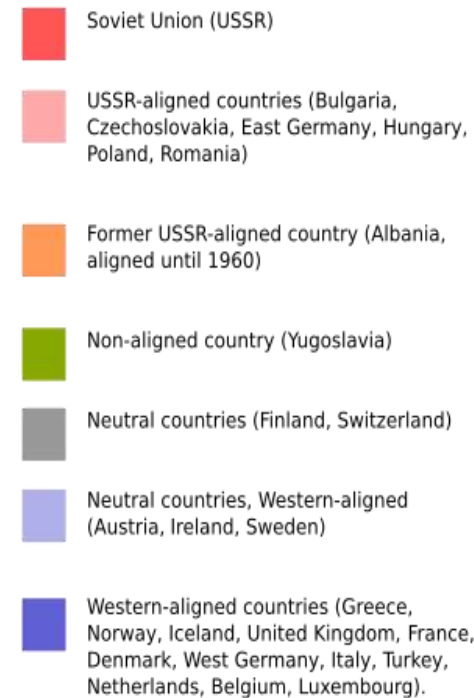 Soviet Union (USSR)
USSR-aligned countries (Bulgaria,
Czechoslovakia, East Germany, Hungary,
Poland, Romania)
Former USSR-aligned country (Albania,
aligned until 1960)
Non-aligned country (Yugoslavia)
Neutral countries (Finland, Switzerland)
Neutral countries, Western-aligned
(Austria, Ireland, Sweden)
Western-aligned countries (Greece,
Norway, Iceland, United Kingdom, France,
Denmark, West Germany, Italy, Turkey,
Netherlands, Belgium, Luxembourg).